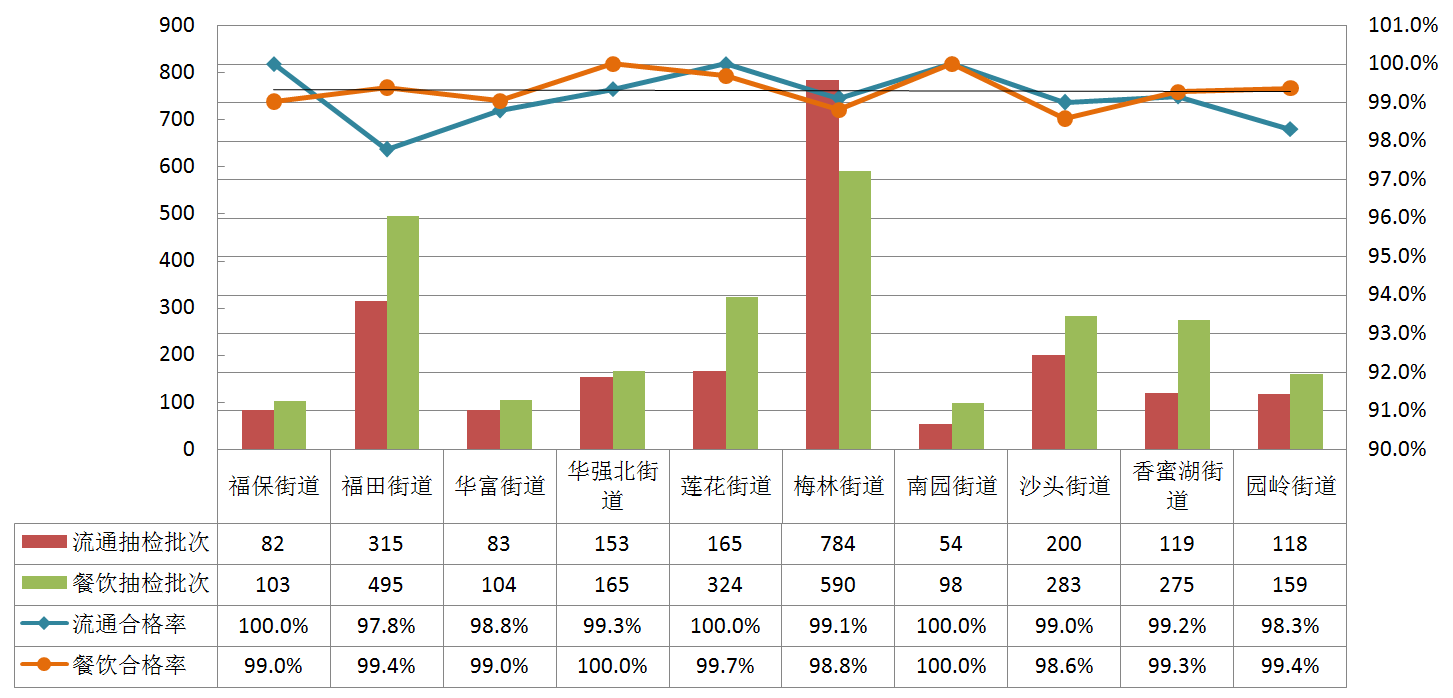 900 101.0%
800 100.0%
700 99.0%
600 98.0%
500 97.0%
400 96.0%
300 95.0%
200 94.0%
100 93.0%
0 92.0%
91.0%
90.0%
福保街道 福田街道 华富街道 华强北街道 莲花街道 梅林街道 南园街道 沙头街道 香蜜湖街道 园岭街道
流通抽检批次 82 315 83 153 165 784 54 200 119 118
餐饮抽检批次 103 495 104 165 324 590 98 283 275 159
流通合格率 100.0% 97.8% 98.8% 99.3% 100.0% 99.1% 100.0% 99.0% 99.2% 98.3%
餐饮合格率 99.0% 99.4% 99.0% 100.0% 99.7% 98.8% 100.0% 98.6% 99.3% 99.4%